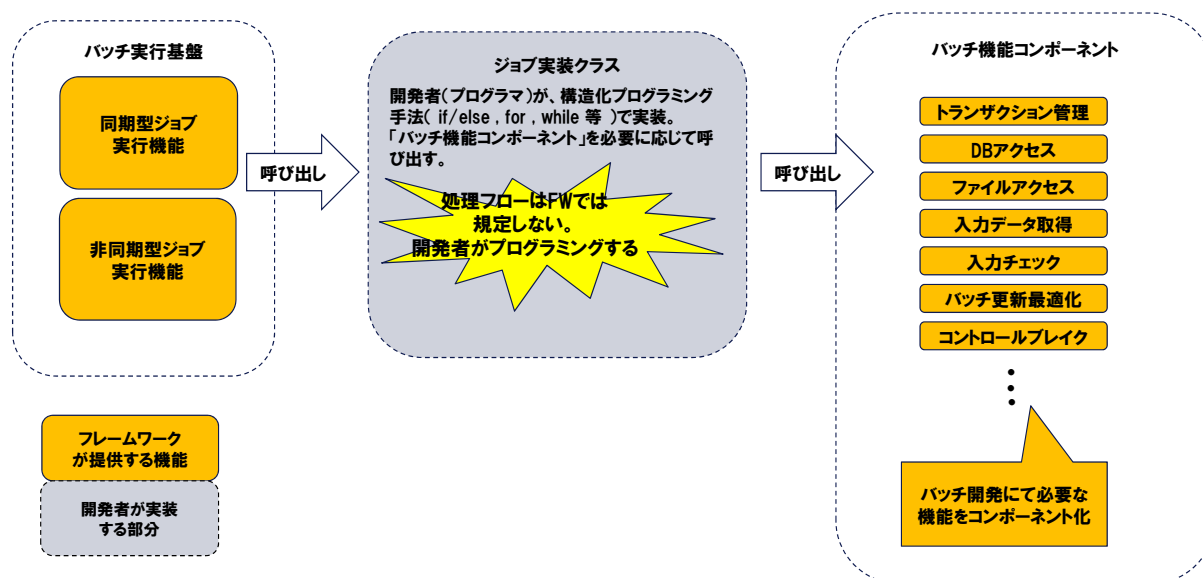 バッチ実行基盤
同期型ジョブ
実行機能
非同期型ジョブ
実行機能
呼び出し
ジョブ実装クラス
開発者(プログラマ)が、構造化プログラミング
手法( if/else , for , while 等 )で実装。
「バッチ機能コンポーネント」を必要に応じて呼
び出す。
処理フローはFWでは
規定しない。
開発者がプログラミングする
呼び出し
バッチ機能コンポーネント
トランザクション管理
DBアクセス
ファイルアクセス
入力データ取得
入力チェック
バッチ更新最適化
コントロールブレイク
バッチ開発にて必要な
機能をコンポーネント化
フレームワーク
が提供する機能
開発者が実装
する部分